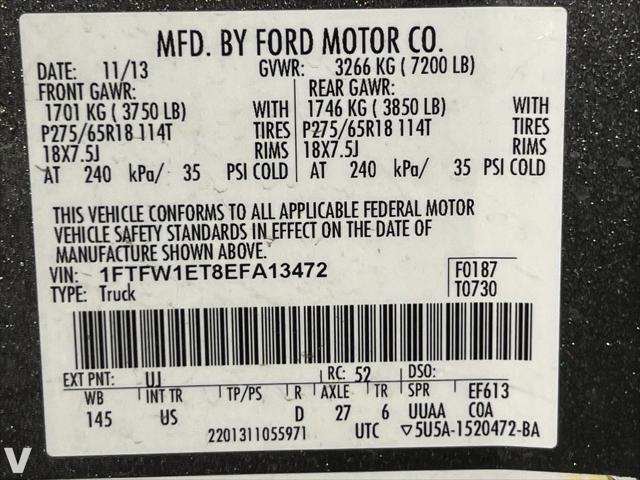 MFD. BY FORD MOTOR CO.
DATE: 11/13 GVWR: 3266 KG ( 7200 LB)
FRONT GAWR: REAR GAWR:
1701 KG ( 3750 LB) WITH 1746 KG ( 3850 LB) WITH
P275/65R18 114T TIRES P275/65R18 114T TIRES
18X7.5J RIMS 18X7.5J RIMS
AT 240 kPa/ 35 PSI COLD AT 240 kPa/ 35 PSI COLD
THIS VEHICLE CONFORMS TO ALL APPLICABLE FEDERAL MOTOR
VEHICLE SAFETY STANDARDS IN EFFECT ON THE DATE OF
MANUFACTURE SHOWN ABOVE.
VIN: 1FTFW1ET8EFA13472 F0187
TYPE: Truck T0730
EXT PNT: UJ RC: 52 DSO:
WB INT TR TP/PS R AXLE TR SPR EF613
145 US D 27 6 UUAA COA
2201311055971 UTC ▽5U5A-1520472-BA
V